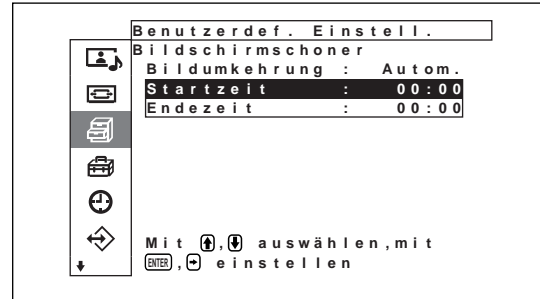 Benutzerdef. Einstell.
Bildschirmschoner
Bildumkehrung : Autom.
Startzeit : 00:00
Endezeit : 00:00
Mit ↑,↓ auswählen,mit
ENTER,→ einstellen